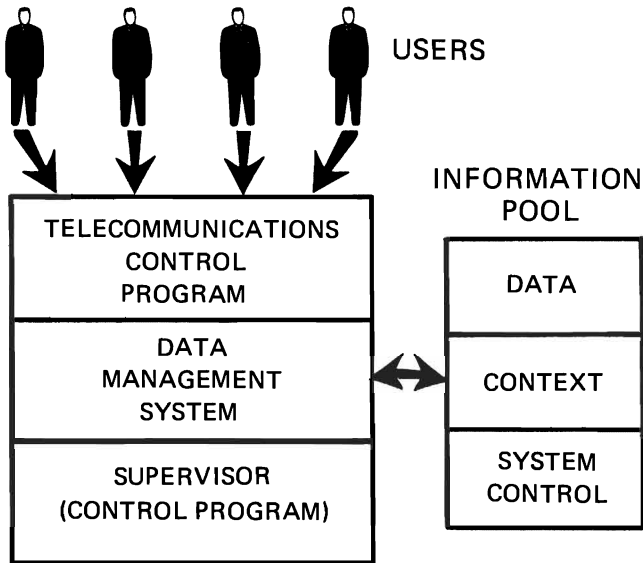 USERS
TELECOMMUNICATIONS
CONTROL
PROGRAM
DATA
MANAGEMENT
SYSTEM
SUPERVISOR
(CONTROL PROGRAM)
INFORMATION
POOL
DATA
CONTEXT
SYSTEM
CONTROL